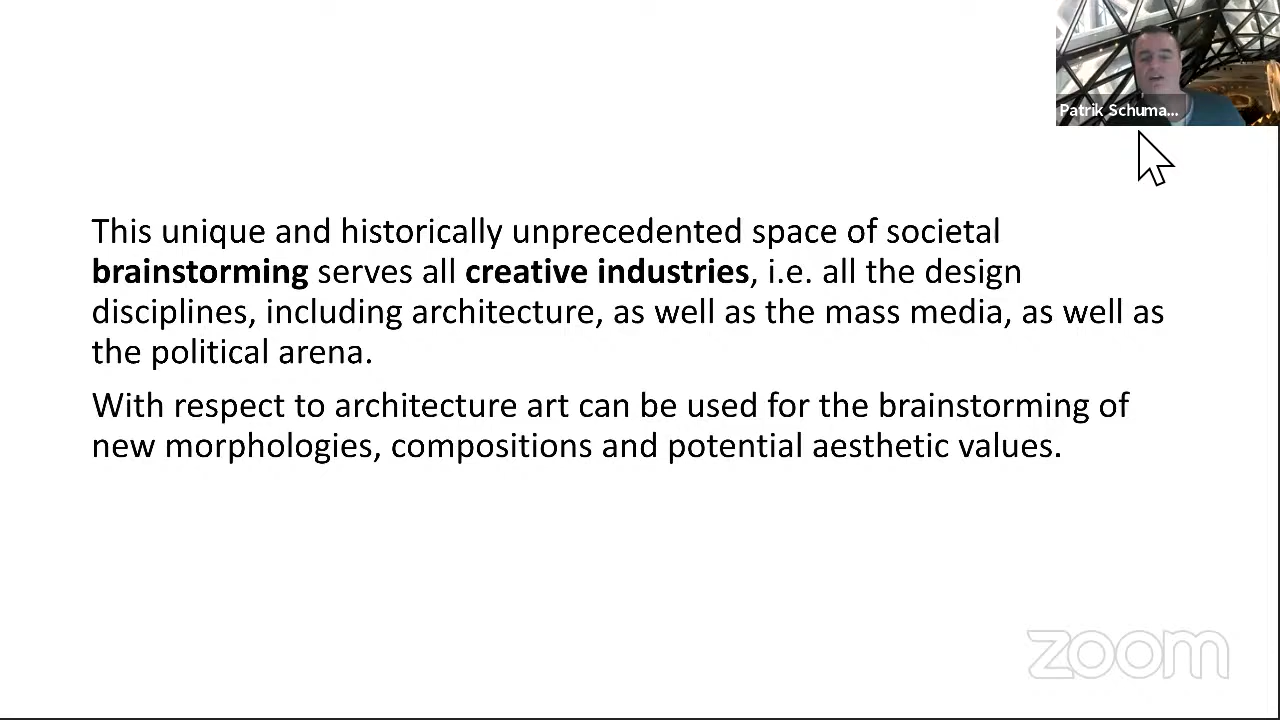 Patrik Schuma...
This unique and historically unprecedented space of societal
brainstorming serves all creative industries, i.e. all the design
disciplines, including architecture, as well as the mass media, as well as
the political arena.
With respect to architecture art can be used for the brainstorming of
new morphologies, compositions and potential aesthetic values.
zoom